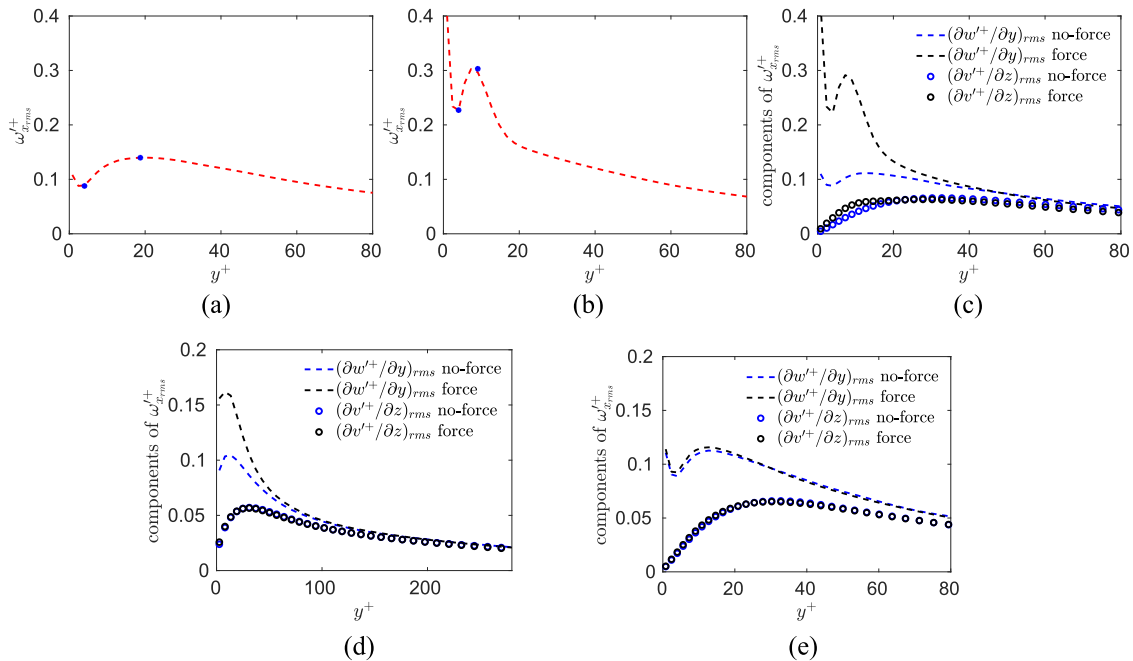 0.4
0.3
0.2
0.1
0
ω′⁺ₓᵣₘₛ
0 20 40 60 80
y⁺
(a)
0.4
0.3
0.2
0.1
0
ω′⁺ₓᵣₘₛ
0 20 40 60 80
y⁺
(b)
0.4
0.3
0.2
0.1
0
components of ω′⁺ₓᵣₘₛ
(∂w′⁺/∂y)ᵣₘₛ no-force
(∂w′⁺/∂y)ᵣₘₛ force
(∂v′⁺/∂z)ᵣₘₛ no-force
(∂v′⁺/∂z)ᵣₘₛ force
0 20 40 60 80
y⁺
(c)
0.2
0.15
0.1
0.05
0
components of ω′⁺ₓᵣₘₛ
(∂w′⁺/∂y)ᵣₘₛ no-force
(∂w′⁺/∂y)ᵣₘₛ force
(∂v′⁺/∂z)ᵣₘₛ no-force
(∂v′⁺/∂z)ᵣₘₛ force
0 100 200
y⁺
(d)
0.2
0.15
0.1
0.05
0
components of ω′⁺ₓᵣₘₛ
(∂w′⁺/∂y)ᵣₘₛ no-force
(∂w′⁺/∂y)ᵣₘₛ force
(∂v′⁺/∂z)ᵣₘₛ no-force
(∂v′⁺/∂z)ᵣₘₛ force
0 20 40 60 80
y⁺
(e)